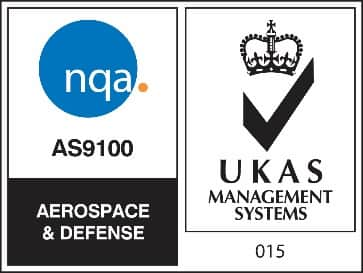 nqa.
AS9100
AEROSPACE
& DEFENSE
UKAS
MANAGEMENT
SYSTEMS
015